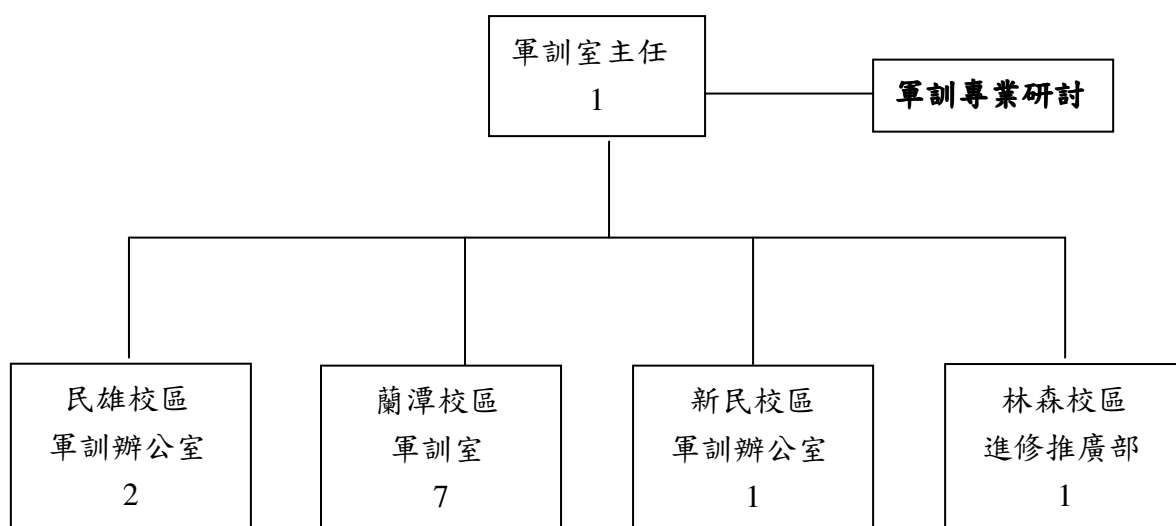 軍訓室主任
1
軍訓專業研討
民雄校區
軍訓辦公室
2
蘭潭校區
軍訓室
7
新民校區
軍訓辦公室
1
林森校區
進修推廣部
1